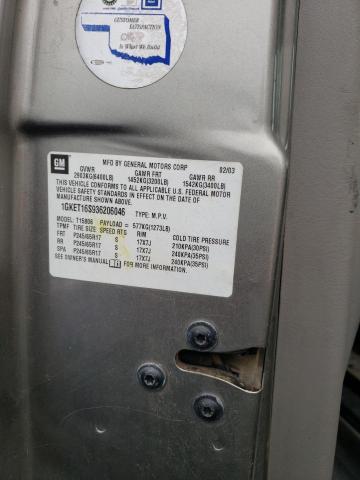 CUSTOMER
SATISFACTION
is What We Build
GM
MFG BY GENERAL MOTORS CORP 02/03
GVWR GAWR FRT GAWR RR
2903KG(6400LB) 1452KG(3200LB) 1542KG(3400LB)
THIS VEHICLE CONFORMS TO ALL APPLICABLE U.S. FEDERAL MOTOR
VEHICLE SAFETY STANDARDS IN EFFECT ON THE DATE OF
MANUFACTURE SHOWN ABOVE.
1GKET16S936205046 TYPE: M.P.V.
T15806 PAYLOAD = 577KG(1273LB)
TPMF TIRE SIZE SPEED RTG RIM COLD TIRE PRESSURE
FRT P245/65R17 S 17X7J 210KPA(30PSI)
RR P245/65R17 S 17X7J 240KPA(35PSI)
SPA P245/65R17 S 17X7J 240KPA(35PSI)
SEE OWNER'S MANUAL FOR MORE INFORMATION.